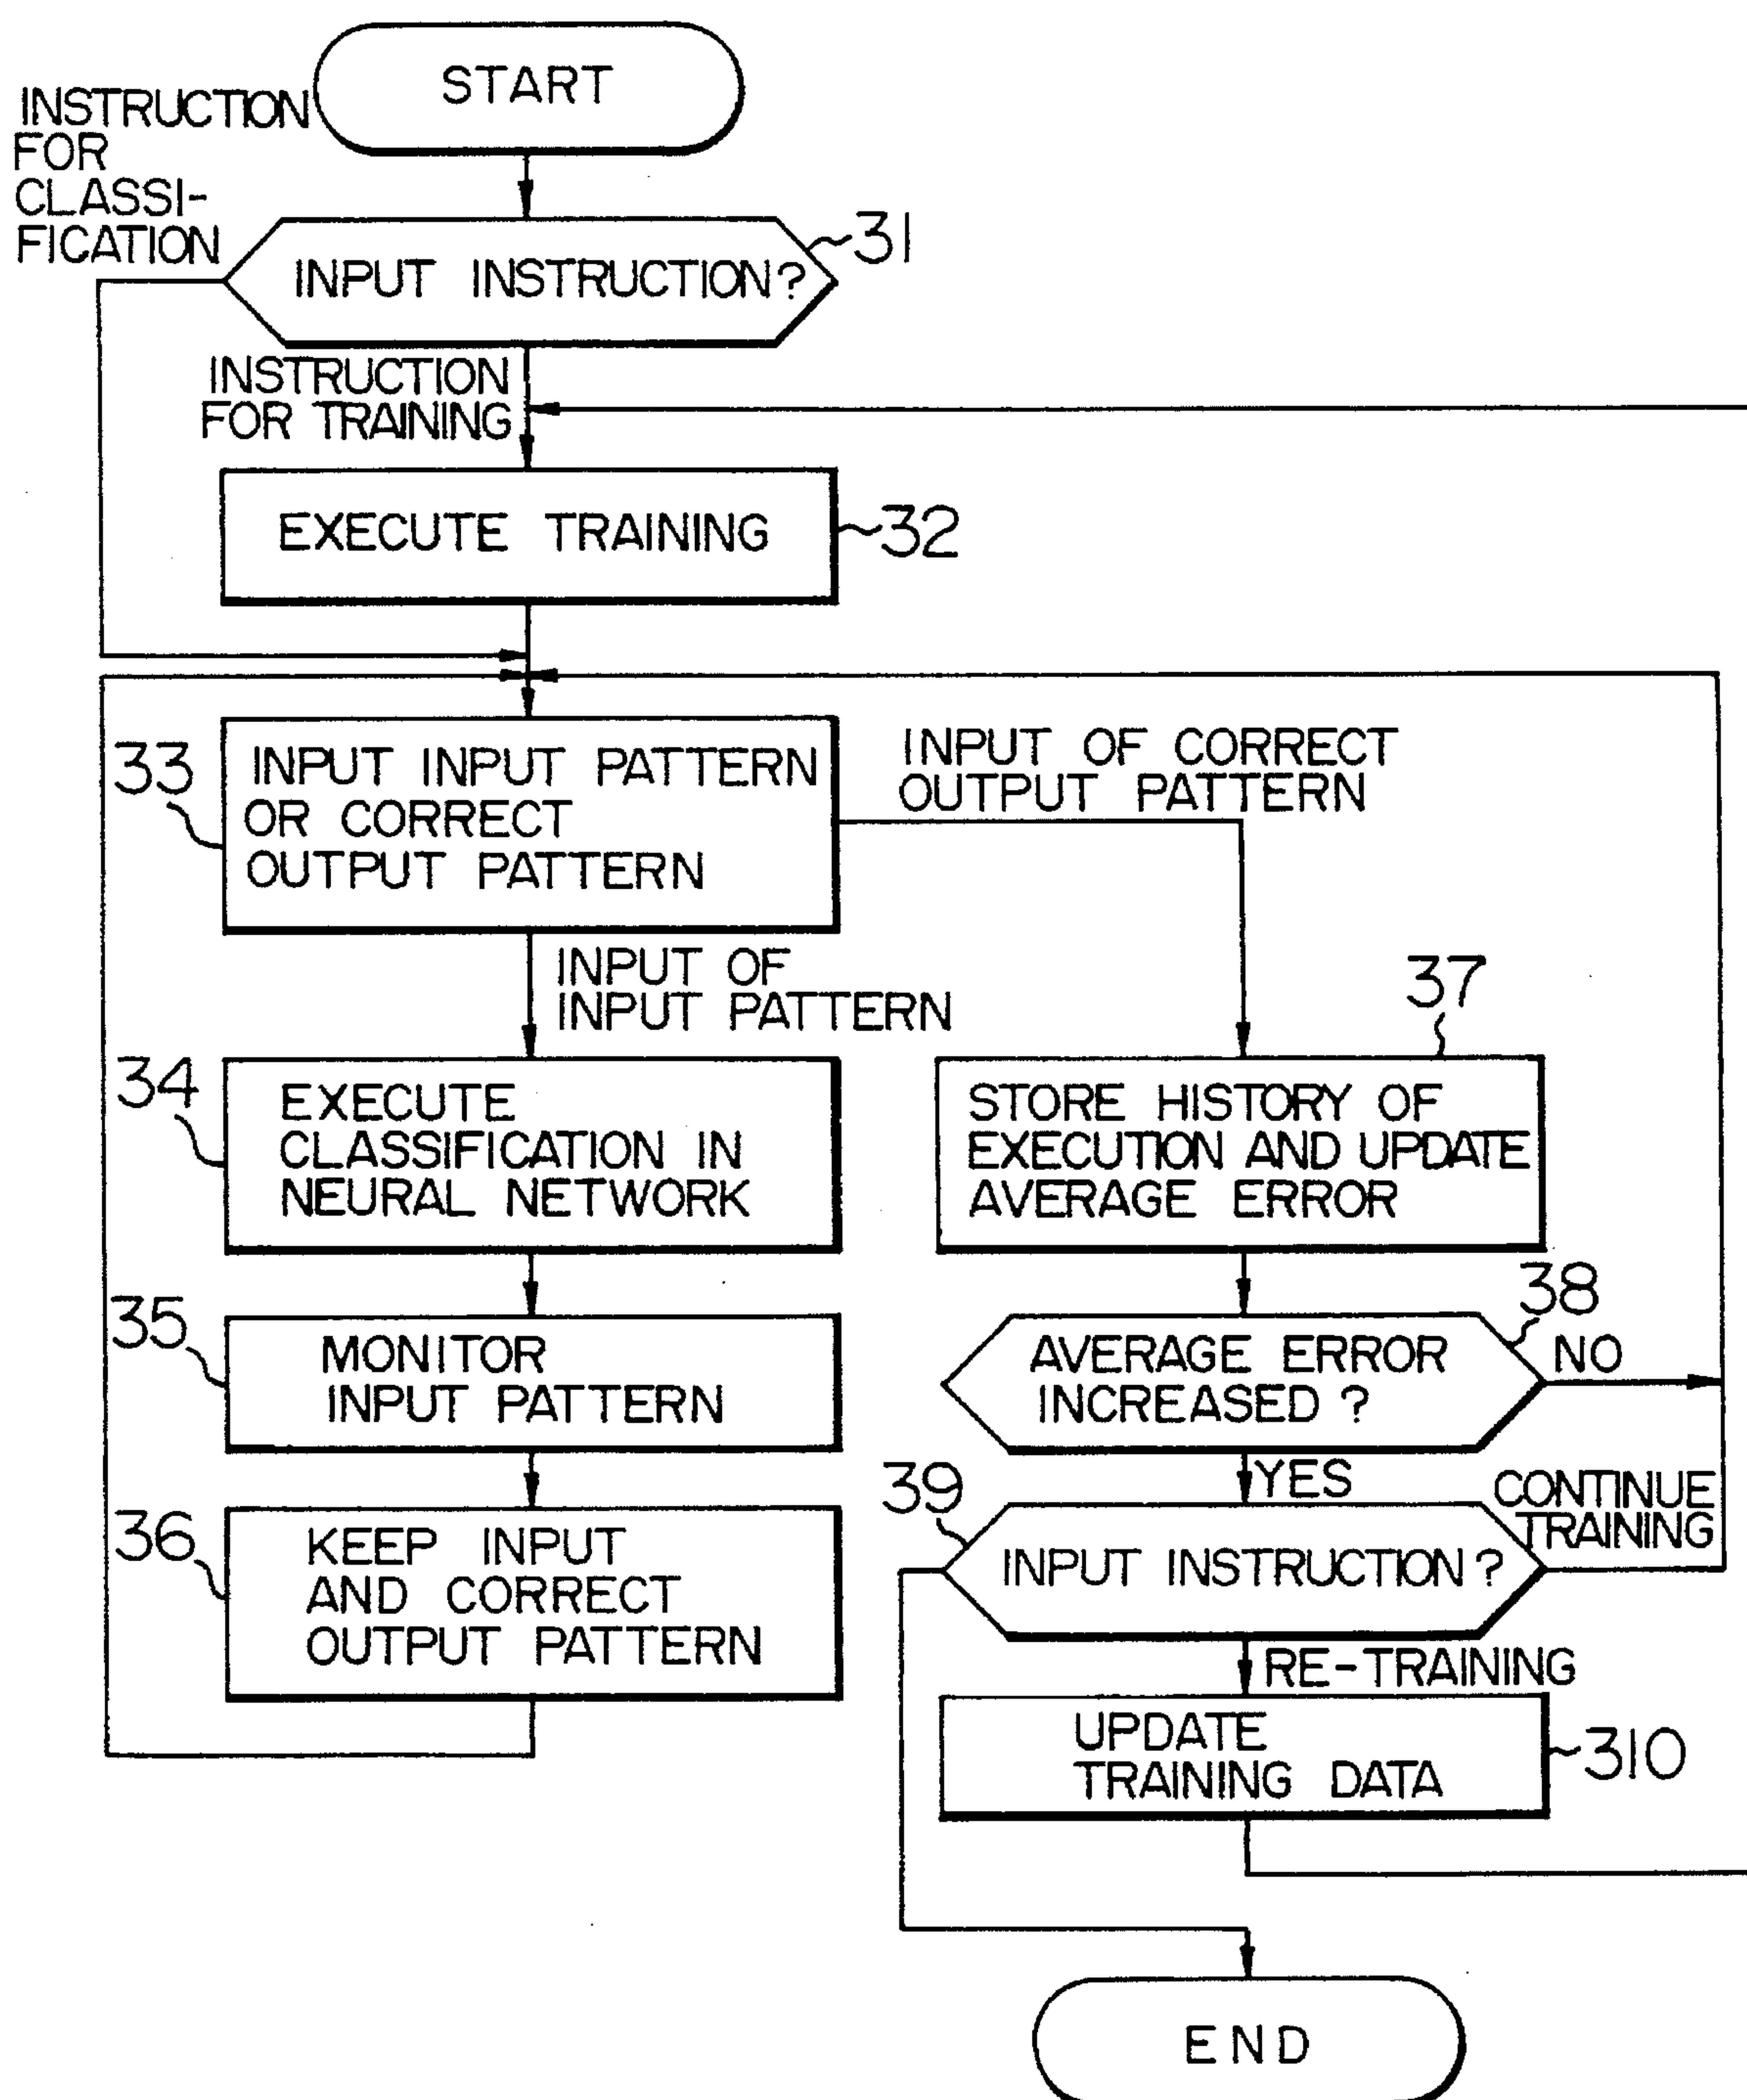 START
INSTRUCTION
FOR
CLASSI-
FICATION
31
INPUT INSTRUCTION?
INSTRUCTION
FOR TRAINING
EXECUTE TRAINING
32
33
INPUT INPUT PATTERN
OR CORRECT
OUTPUT PATTERN
INPUT OF CORRECT
OUTPUT PATTERN
INPUT OF
INPUT PATTERN
34
EXECUTE
CLASSIFICATION IN
NEURAL NETWORK
35
MONITOR
INPUT PATTERN
36
KEEP INPUT
AND CORRECT
OUTPUT PATTERN
37
STORE HISTORY OF
EXECUTION AND UPDATE
AVERAGE ERROR
38
AVERAGE ERROR
INCREASED ?
NO
YES
39
INPUT INSTRUCTION?
CONTINUE
TRAINING
RE-TRAINING
UPDATE
TRAINING DATA
310
END